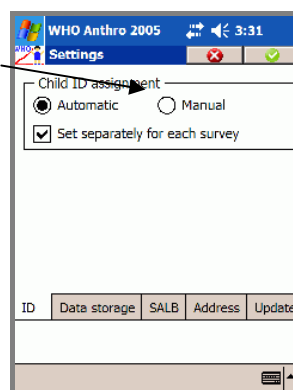 WHO Anthro 2005 3:31
WHO Settings
Child ID assignment
Automatic Manual
Set separately for each survey
ID Data storage SALB Address Update